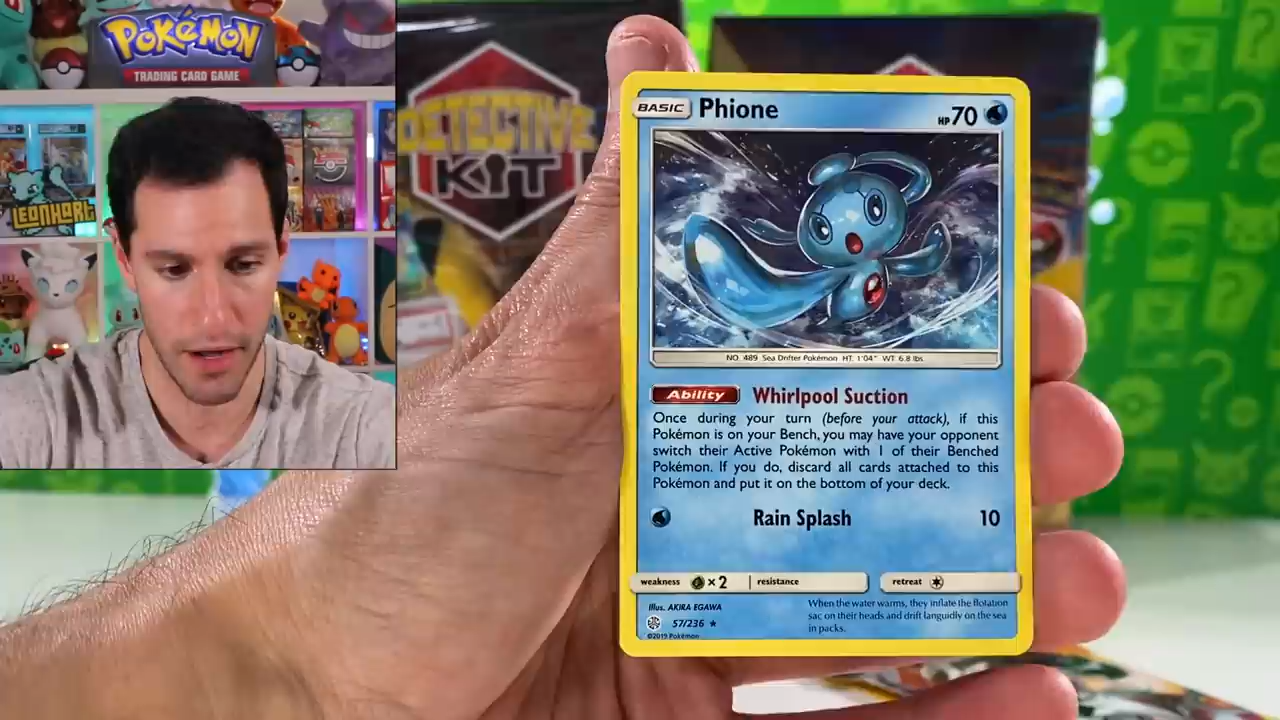 POKéMON
TRADING CARD GAME
LEONHART
DETECTIVE
KIT
BASIC Phione HP 70
NO. 489 Sea Drifter Pokémon HT: 1'04" WT: 6.8 lbs
Ability Whirlpool Suction
Once during your turn (before your attack), if this
Pokémon is on your Bench, you may have your opponent
switch their Active Pokémon with 1 of their Benched
Pokémon. If you do, discard all cards attached to this
Pokémon and put it on the bottom of your deck.
Rain Splash 10
weakness ×2 resistance retreat
Illus. AKIRA EGAWA
57/236 ★
©2019 Pokémon
When the water warms, they inflate the flotation
sac on their heads and drift languidly on the sea
in packs.